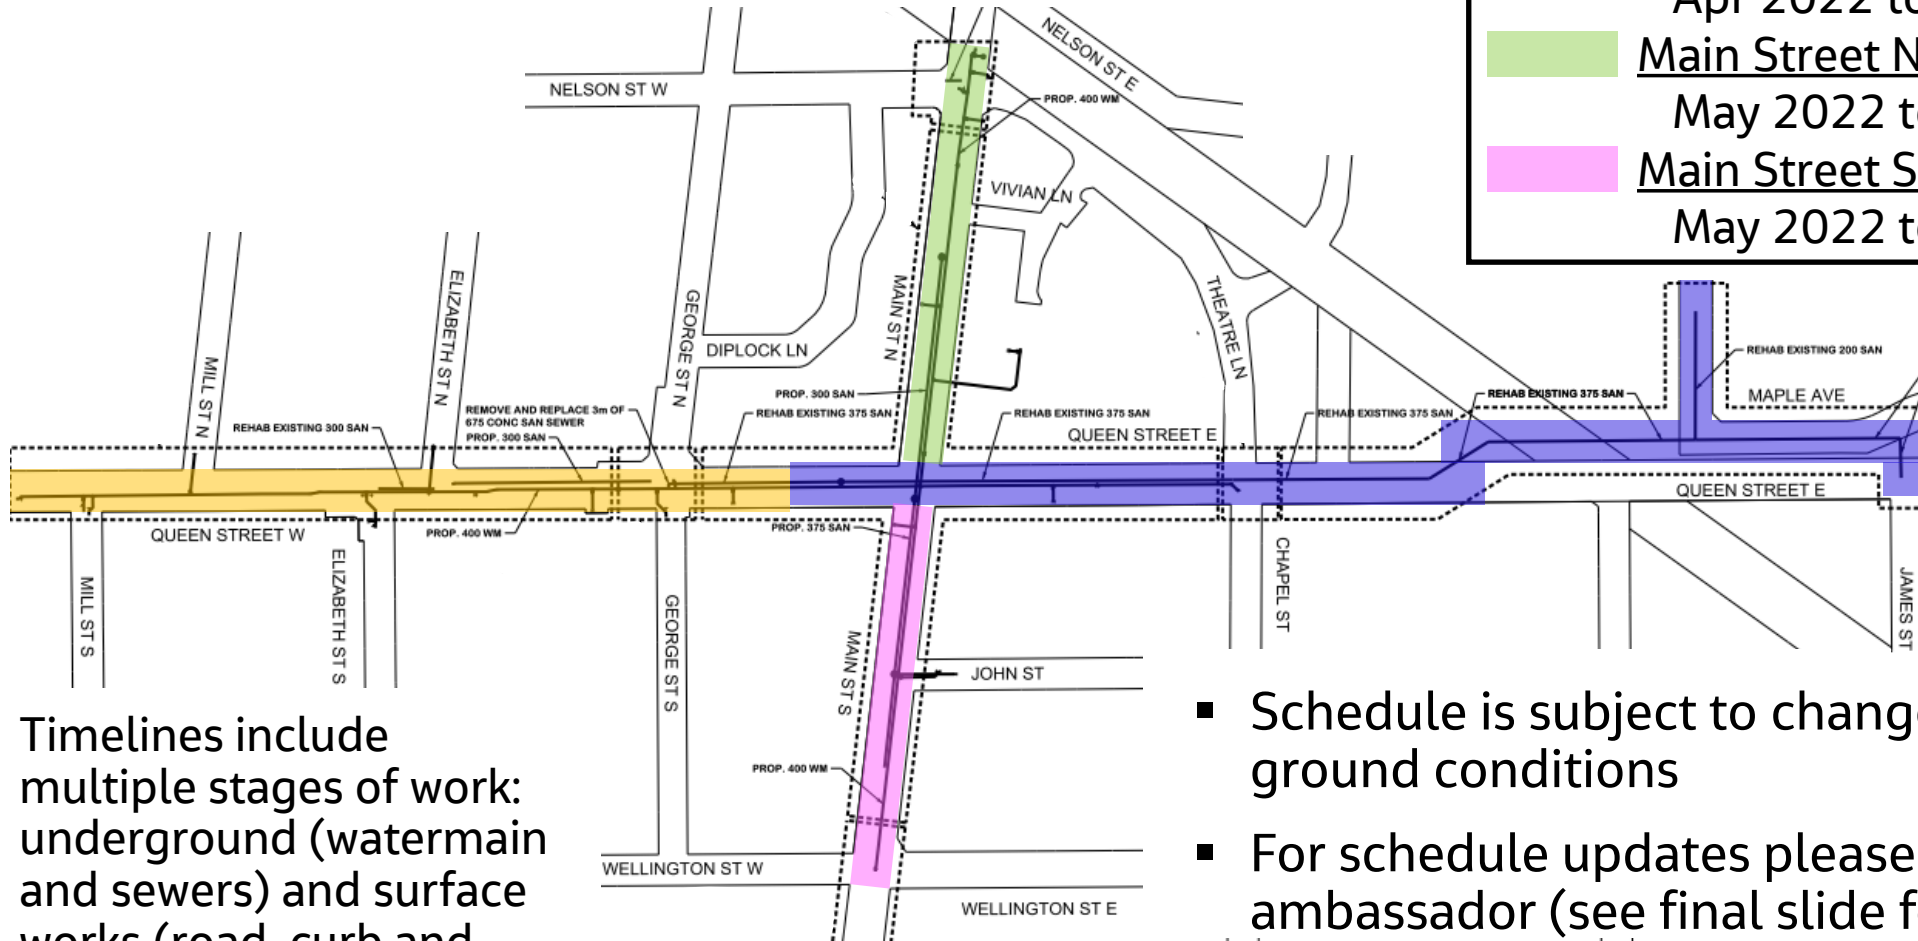 Apr 2022 to
Main Street N
May 2022 t
Main Street S
May 2022 t
NELSON ST E
NELSON ST W
PROP. 400 WM
VIVIAN LN
MAIN ST N
THEATRE LN
ELIZABETH ST N
GEORGE ST N
DIPLOCK LN
MILL ST N
REHAB EXISTING 200 SAN
MAPLE AVE
PROP. 300 SAN
REHAB EXISTING 375 SAN
REMOVE AND REPLACE 3m OF
675 CONC SAN SEWER
PROP. 300 SAN
REHAB EXISTING 375 SAN
REHAB EXISTING 375 SAN
REHAB EXISTING 375 SAN
REHAB EXISTING 300 SAN
QUEEN STREET E
QUEEN STREET E
QUEEN STREET W
PROP. 400 WM
PROP. 375 SAN
MILL ST S
ELIZABETH ST S
GEORGE ST S
MAIN ST S
CHAPEL ST
JAMES ST
JOHN ST
PROP. 400 WM
WELLINGTON ST W
WELLINGTON ST E
Timelines include
multiple stages of work:
underground (watermain
and sewers) and surface
works (road, curb and
▪ Schedule is subject to chang
ground conditions
▪ For schedule updates please
ambassador (see final slide f